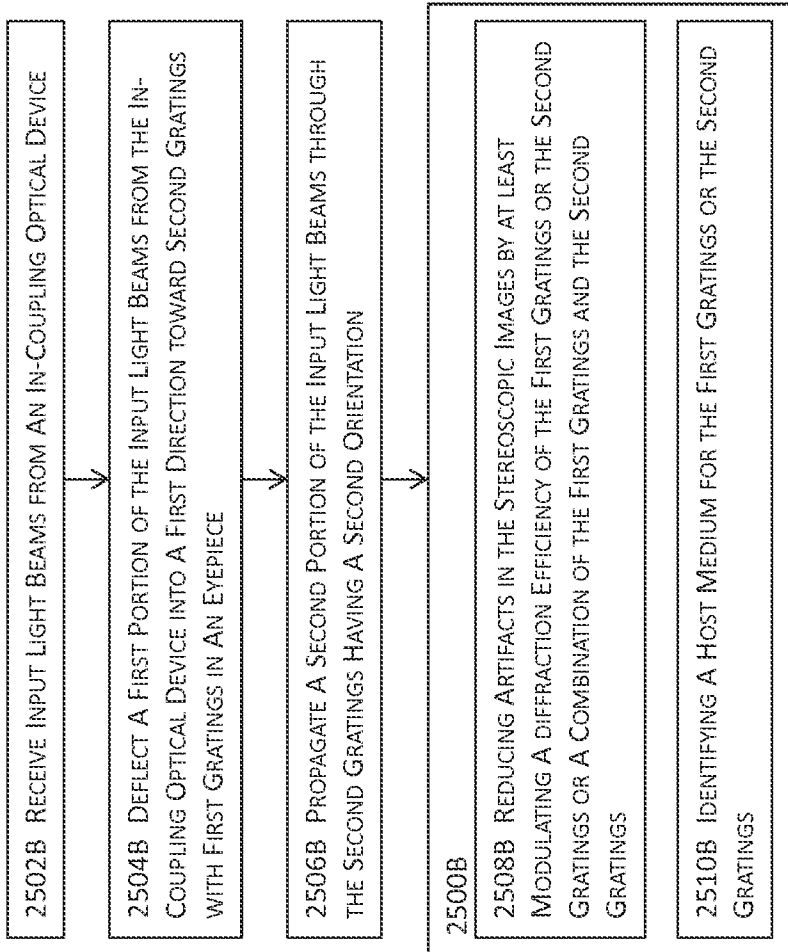 2502B RECEIVE INPUT LIGHT BEAMS FROM AN IN-COUPLING OPTICAL DEVICE
2504B DEFLECT A FIRST PORTION OF THE INPUT LIGHT BEAMS FROM THE IN-
COUPLING OPTICAL DEVICE INTO A FIRST DIRECTION TOWARD SECOND GRATINGS
WITH FIRST GRATINGS IN AN EYEPIECE
2506B PROPAGATE A SECOND PORTION OF THE INPUT LIGHT BEAMS THROUGH
THE SECOND GRATINGS HAVING A SECOND ORIENTATION
2500B
2508B REDUCING ARTIFACTS IN THE STEREOSCOPIC IMAGES BY AT LEAST
MODULATING A DIFFRACTION EFFICIENCY OF THE FIRST GRATINGS OR THE SECOND
GRATINGS OR A COMBINATION OF THE FIRST GRATINGS AND THE SECOND
GRATINGS
2510B IDENTIFYING A HOST MEDIUM FOR THE FIRST GRATINGS OR THE SECOND
GRATINGS